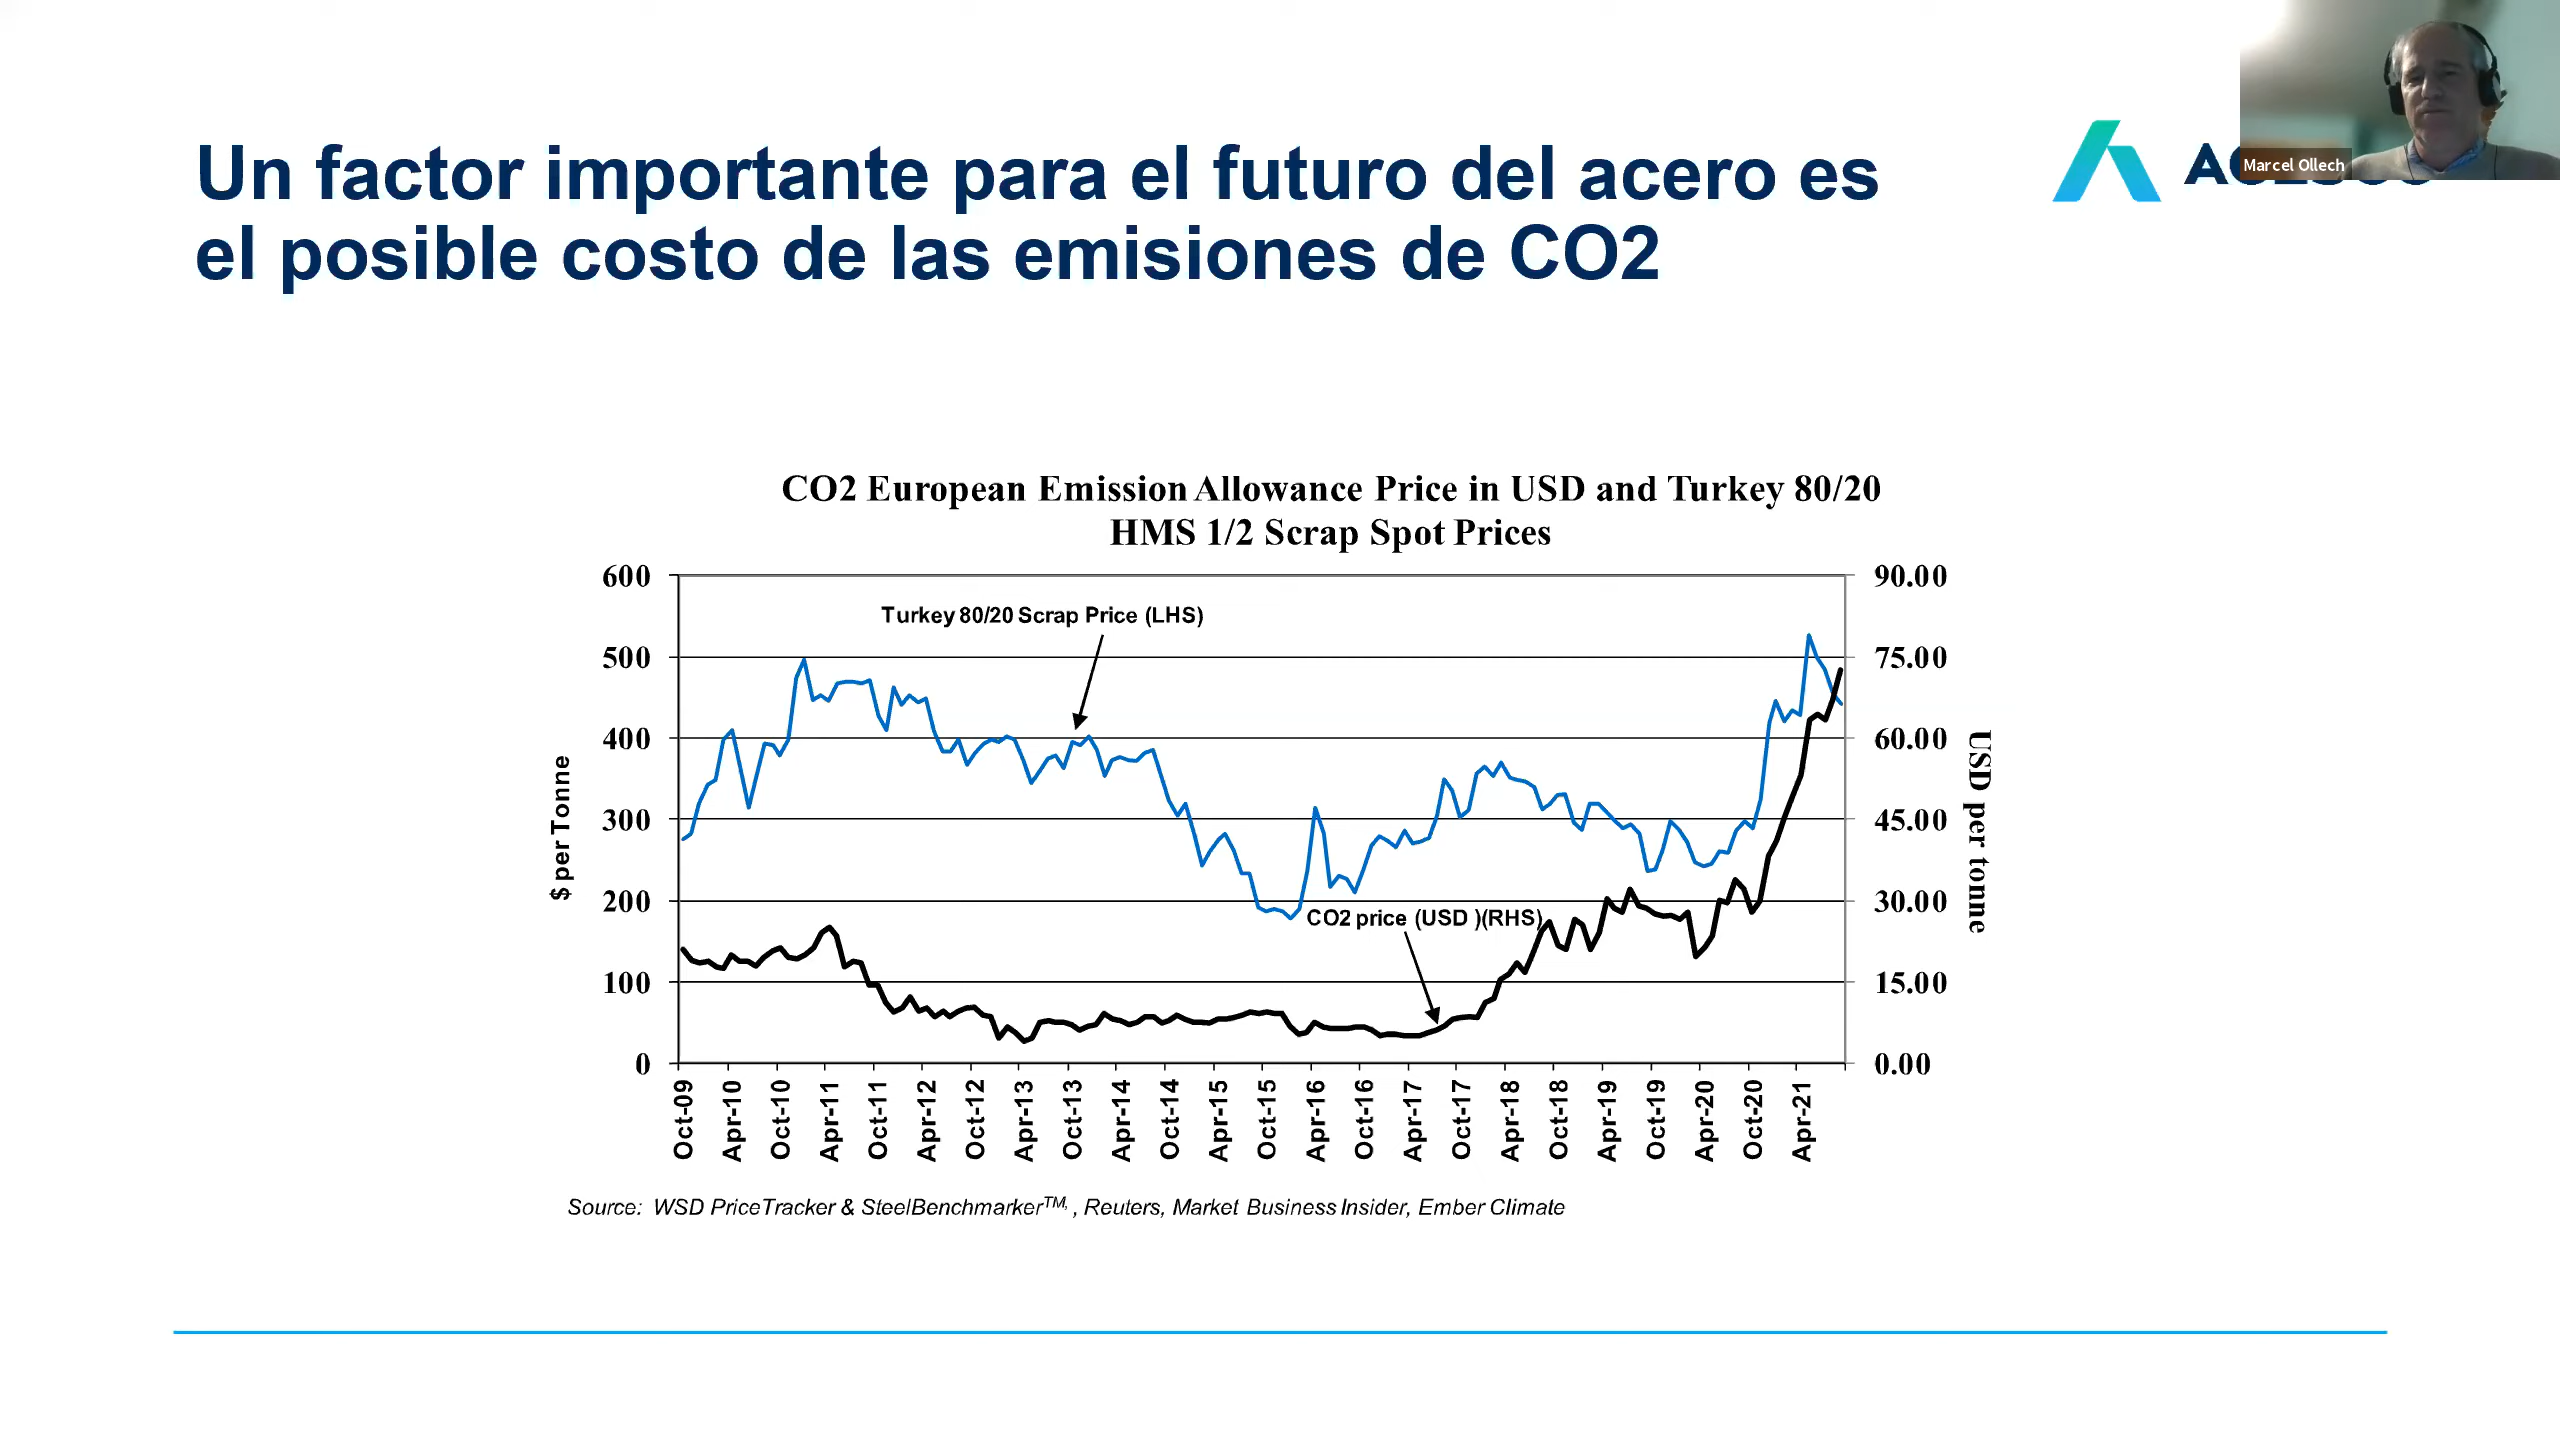 Un factor importante para el futuro del acero es
el posible costo de las emisiones de CO2
Marcel Ollech
CO2 European Emission Allowance Price in USD and Turkey 80/20
HMS 1/2 Scrap Spot Prices
600
500
400
300
200
100
0
$ per Tonne
Turkey 80/20 Scrap Price (LHS)
CO2 price (USD )(RHS)
90.00
75.00
60.00
45.00
30.00
15.00
0.00
USD per tonne
Oct-09
Apr-10
Oct-10
Apr-11
Oct-11
Apr-12
Oct-12
Apr-13
Oct-13
Apr-14
Oct-14
Apr-15
Oct-15
Apr-16
Oct-16
Apr-17
Oct-17
Apr-18
Oct-18
Apr-19
Oct-19
Apr-20
Oct-20
Apr-21
Source: WSD PriceTracker & SteelBenchmarker™, , Reuters, Market Business Insider, Ember Climate